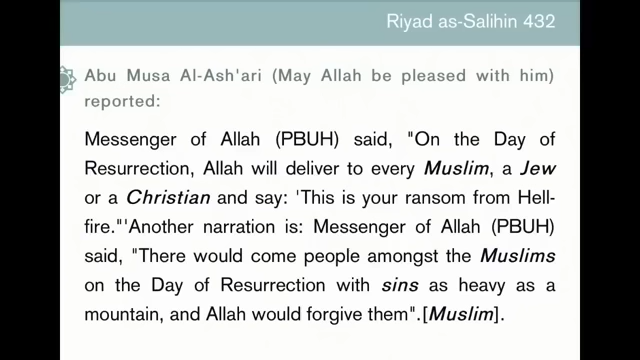 Riyad as-Salihin 432
Abu Musa Al-Ash'ari (May Allah be pleased with him)
reported:
Messenger of Allah (PBUH) said, "On the Day of
Resurrection, Allah will deliver to every Muslim, a Jew
or a Christian and say: 'This is your ransom from Hell-
fire."'Another narration is: Messenger of Allah (PBUH)
said, "There would come people amongst the Muslims
on the Day of Resurrection with sins as heavy as a
mountain, and Allah would forgive them".[Muslim].